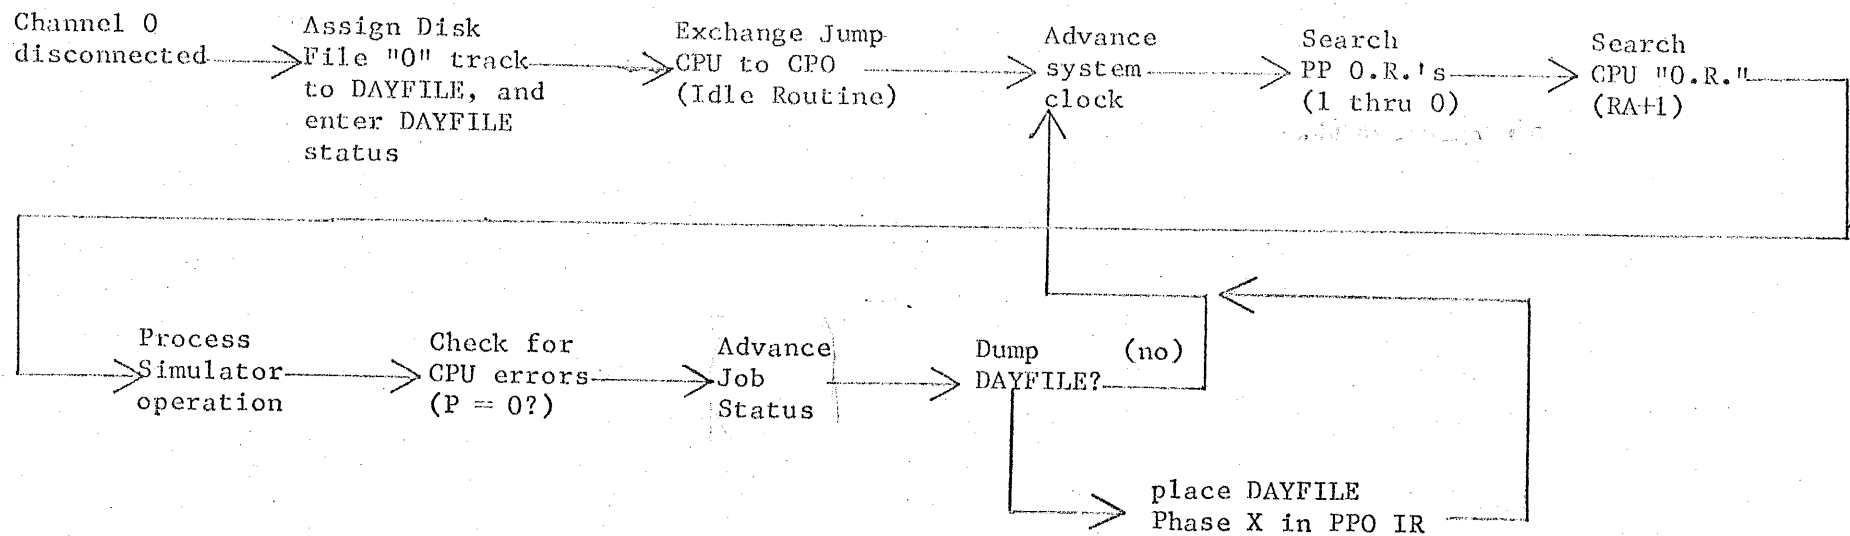 Channel 0
disconnected
Assign Disk
File "0" track
to DAYFILE, and
enter DAYFILE
status
Exchange Jump
CPU to CPO
(Idle Routine)
Advance
system
clock
Search
PP O.R.'s
(1 thru 0)
Search
CPU "O.R."
(RA+1)
Process
Simulator
operation
Check for
CPU errors
(P = 0?)
Advance
Job
Status
Dump (no)
DAYFILE?
place DAYFILE
Phase X in PPO IR